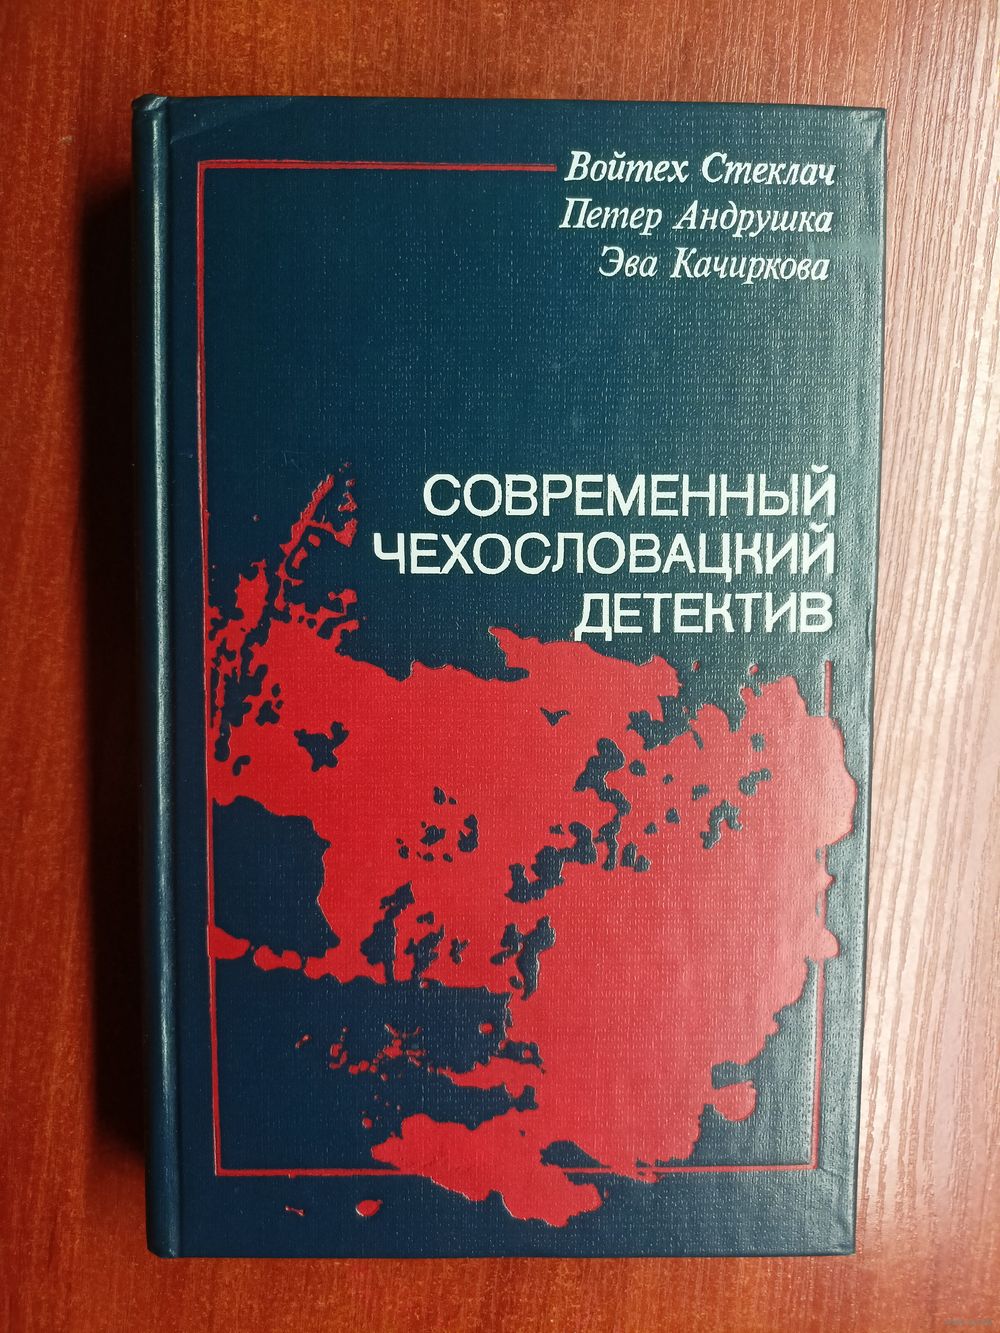 Войтех Стеклач
Петер Андрушка
Эва Качиркова
СОВРЕМЕННЫЙ
ЧЕХОСЛОВАЦКИЙ
ДЕТЕКТИВ